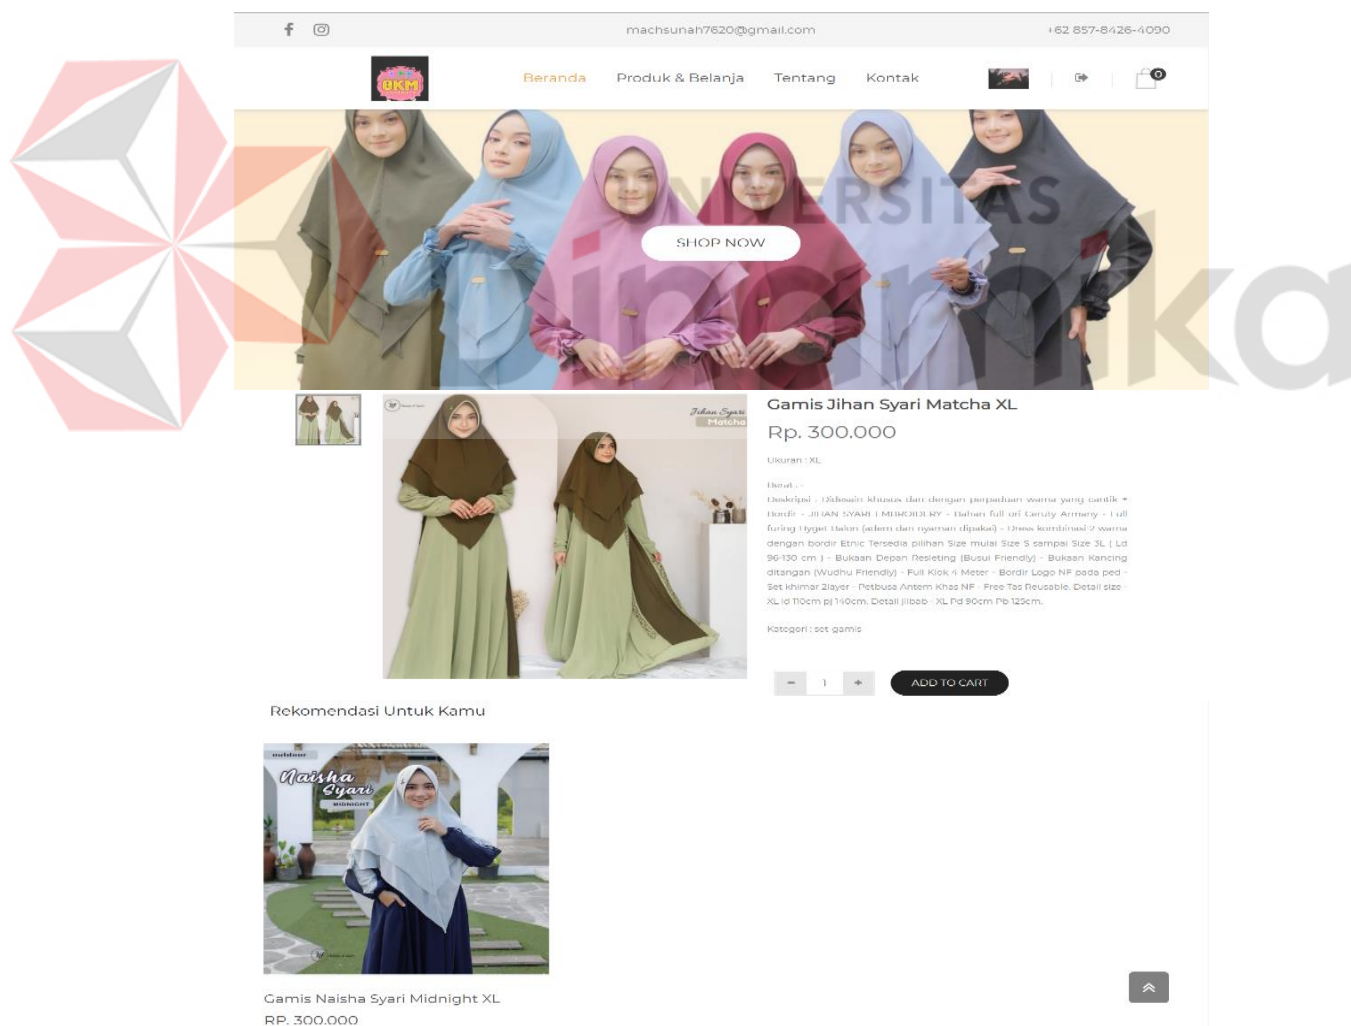 machsunah7620@gmail.com
+62 857-8426-4090
BKM
Beranda
Produk & Belanja
Tentang
Kontak
0
UNIVERSITAS
Dinamika
SHOP NOW
Jihan Syari
Matcha
Gamis Jihan Syari Matcha XL
Rp. 300.000
Ukuran : XL
Berat : -
Deskripsi - Didesain khusus dan dengan perpaduan warna yang cantik +
Bordir - JIHAN SYARI EMBROIDERY - Bahan full ori Ceruty Armany - Full
furing Hyget Balon (adem dan nyaman dipakai) - Dress kombinasi 2 warna
dengan bordir Etnic Tersedia pilihan Size mulai Size S sampai Size 3L ( Ld
96-130 cm ) - Bukaan Depan Resleting (Busui Friendly) - Bukaan Kancing
ditangan (Wudhu Friendly) - Full Klok 4 Meter - Bordir Logo NF pada ped -
Set khimar 2layer - Petbusa Antem Khas NF - Free Tas Reusable. Detail size -
XL ld 110cm pj 140cm. Detail jilbab - XL Pd 90cm Pb 125cm.
Kategori : set gamis
- 1 +
ADD TO CART
Rekomendasi Untuk Kamu
outdoor
Naisha
Syari
MIDNIGHT
Gamis Naisha Syari Midnight XL
RP. 300.000